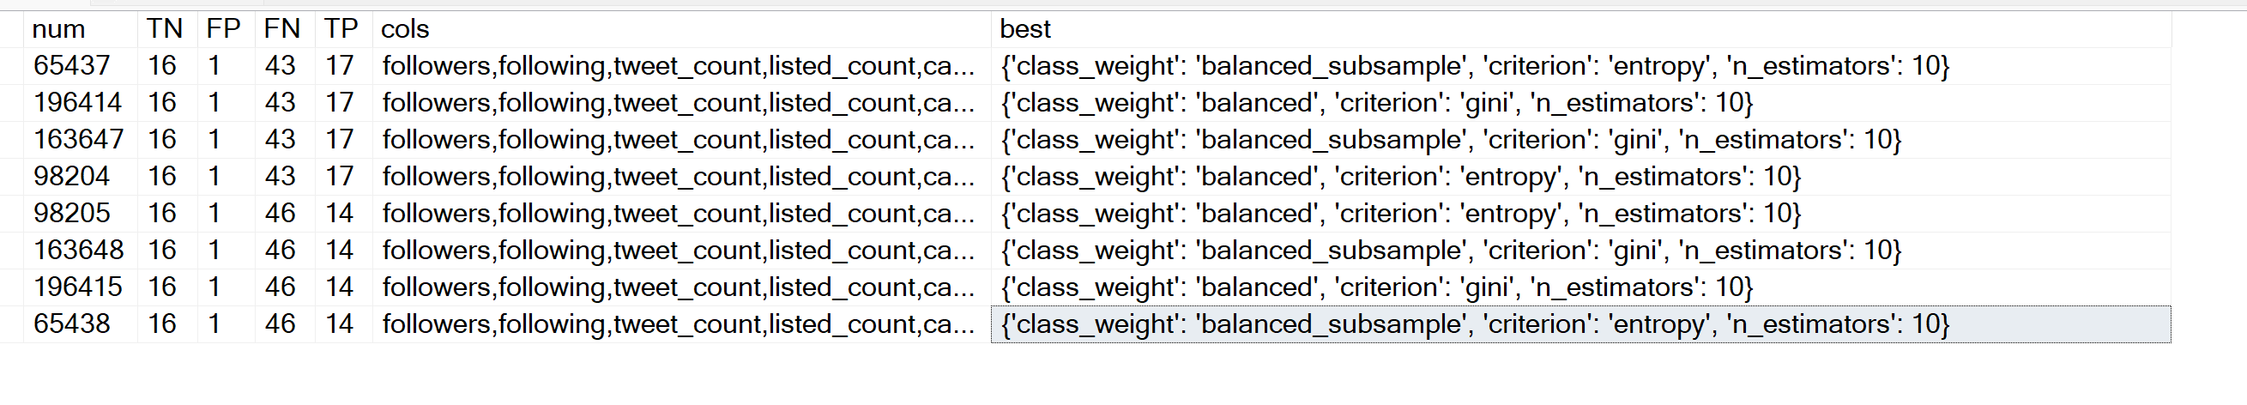 num TN FP FN TP cols best
65437 16 1 43 17 followers,following,tweet_count,listed_count,ca... {'class_weight': 'balanced_subsample', 'criterion': 'entropy', 'n_estimators': 10}
196414 16 1 43 17 followers,following,tweet_count,listed_count,ca... {'class_weight': 'balanced', 'criterion': 'gini', 'n_estimators': 10}
163647 16 1 43 17 followers,following,tweet_count,listed_count,ca... {'class_weight': 'balanced_subsample', 'criterion': 'gini', 'n_estimators': 10}
98204 16 1 43 17 followers,following,tweet_count,listed_count,ca... {'class_weight': 'balanced', 'criterion': 'entropy', 'n_estimators': 10}
98205 16 1 46 14 followers,following,tweet_count,listed_count,ca... {'class_weight': 'balanced', 'criterion': 'entropy', 'n_estimators': 10}
163648 16 1 46 14 followers,following,tweet_count,listed_count,ca... {'class_weight': 'balanced_subsample', 'criterion': 'gini', 'n_estimators': 10}
196415 16 1 46 14 followers,following,tweet_count,listed_count,ca... {'class_weight': 'balanced', 'criterion': 'gini', 'n_estimators': 10}
65438 16 1 46 14 followers,following,tweet_count,listed_count,ca... {'class_weight': 'balanced_subsample', 'criterion': 'entropy', 'n_estimators': 10}